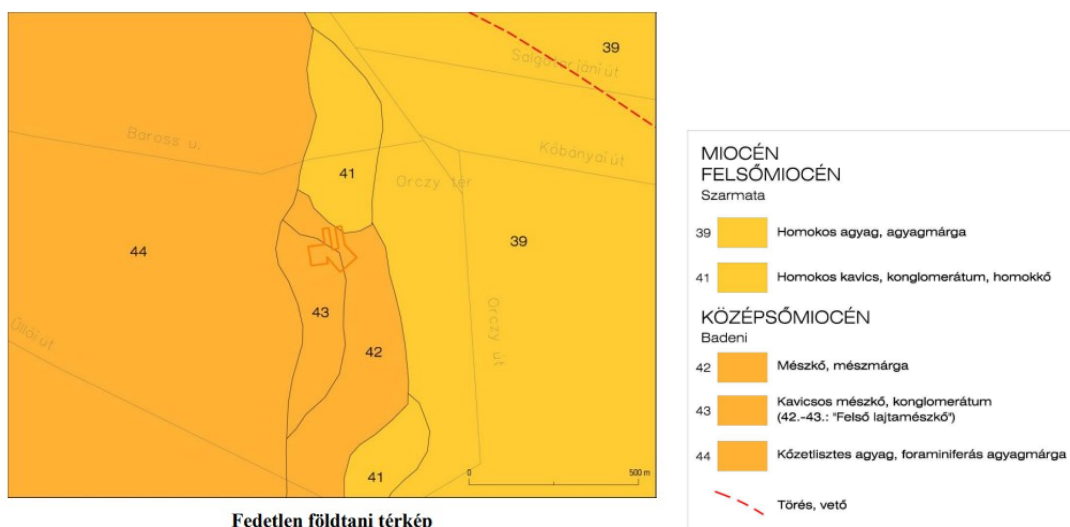 39
Salgótarjáni út
Baross u.
Kőbányai út
41
Orczy tér
44
39
43
Orczy út
Üllői út
42
41
0
500 m
Fedetlen földtani térkép
MIOCÉN
FELSŐMIOCÉN
Szarmata
39 Homokos agyag, agyagmárga
41 Homokos kavics, konglomerátum, homokkő
KÖZÉPSŐMIOCÉN
Badeni
42 Mészkő, mészmárga
43 Kavicsos mészkő, konglomerátum
(42.-43.: "Felső lajtamészkő")
44 Kőzetlisztes agyag, foraminiferás agyagmárga
Törés, vető